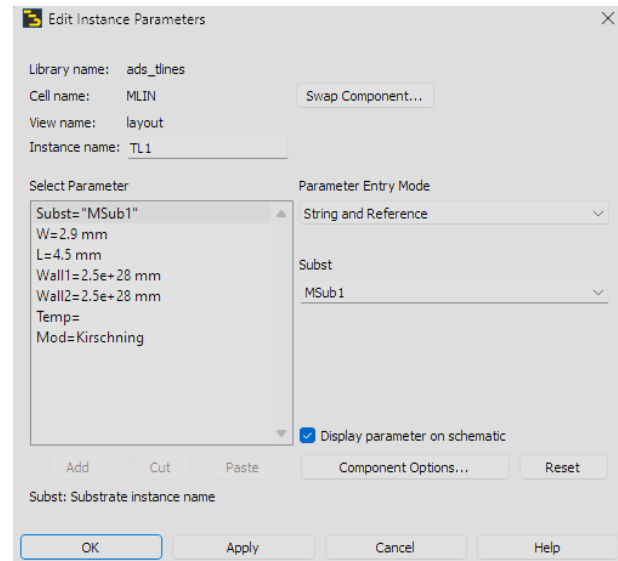 Edit Instance Parameters
Library name: ads_tlines
Cell name: MLIN
Swap Component...
View name: layout
Instance name: TL1
Select Parameter
Parameter Entry Mode
Subst="MSub1"
String and Reference
W=2.9 mm
L=4.5 mm
Subst
Wall1=2.5e+28 mm
Wall2=2.5e+28 mm
MSub1
Temp=
Mod=Kirschning
Display parameter on schematic
Add Cut Paste Component Options... Reset
Subst: Substrate instance name
OK Apply Cancel Help